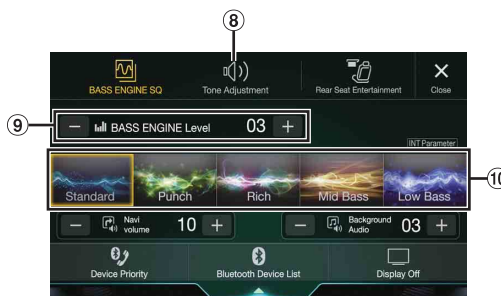 8
BASS ENGINE SQ
Tone Adjustment
Rear Seat Entertainment
Close
9
BASS ENGINE Level
03
INT Parameter
Standard
Punch
Rich
Mid Bass
Low Bass
10
Navi
volume
10
Background
Audio
03
Device Priority
Bluetooth Device List
Display Off